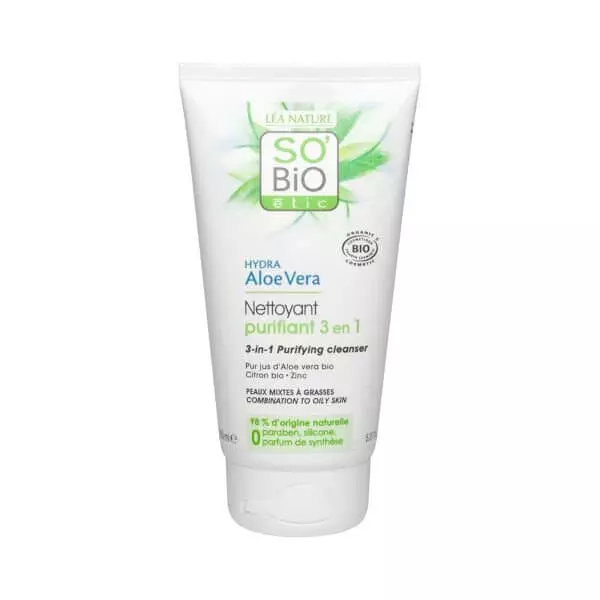 LÉA NATURE
SO'
BiO
étic
ORGANIC &
BIO
COSMETIC
HYDRA
Aloe Vera
Nettoyant
purifiant 3 en 1
3-in-1 Purifying cleanser
Pur jus d'Aloe vera bio
Citron bio • Zinc
PEAUX MIXTES À GRASSES
COMBINATION TO OILY SKIN
98 % d'origine naturelle
0 paraben, silicone,
parfum de synthèse